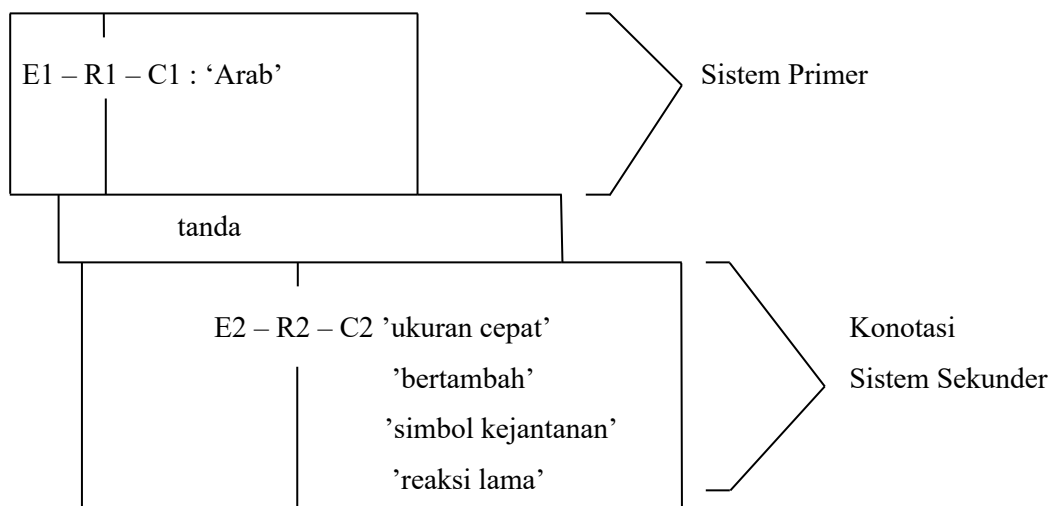 E1 – R1 – C1 : ‘Arab’
Sistem Primer
tanda
E2 – R2 – C2 ’ukuran cepat’
’bertambah’
’simbol kejantanan’
’reaksi lama’
Konotasi
Sistem Sekunder